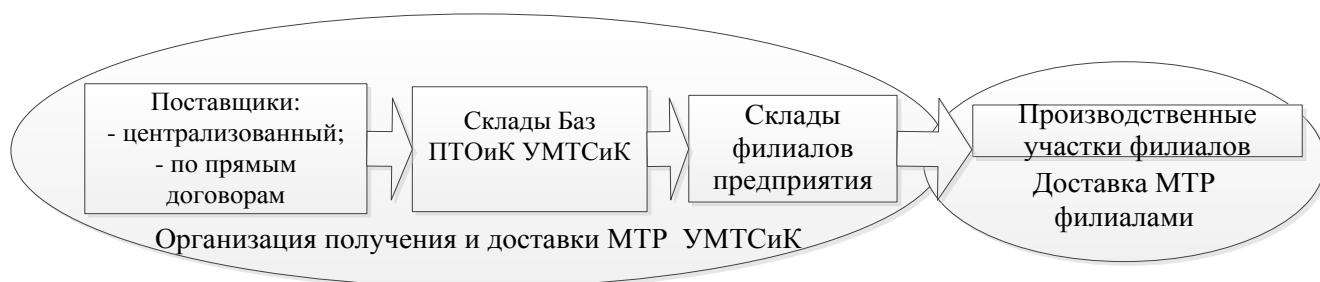 Поставщики:
- централизованный;
- по прямым
договорам
Склады Баз
ПТОиК УМТСиК
Склады
филиалов
предприятия
Производственные
участки филиалов
Доставка МТР
филиалами
Организация получения и доставки МТР  УМТСиК